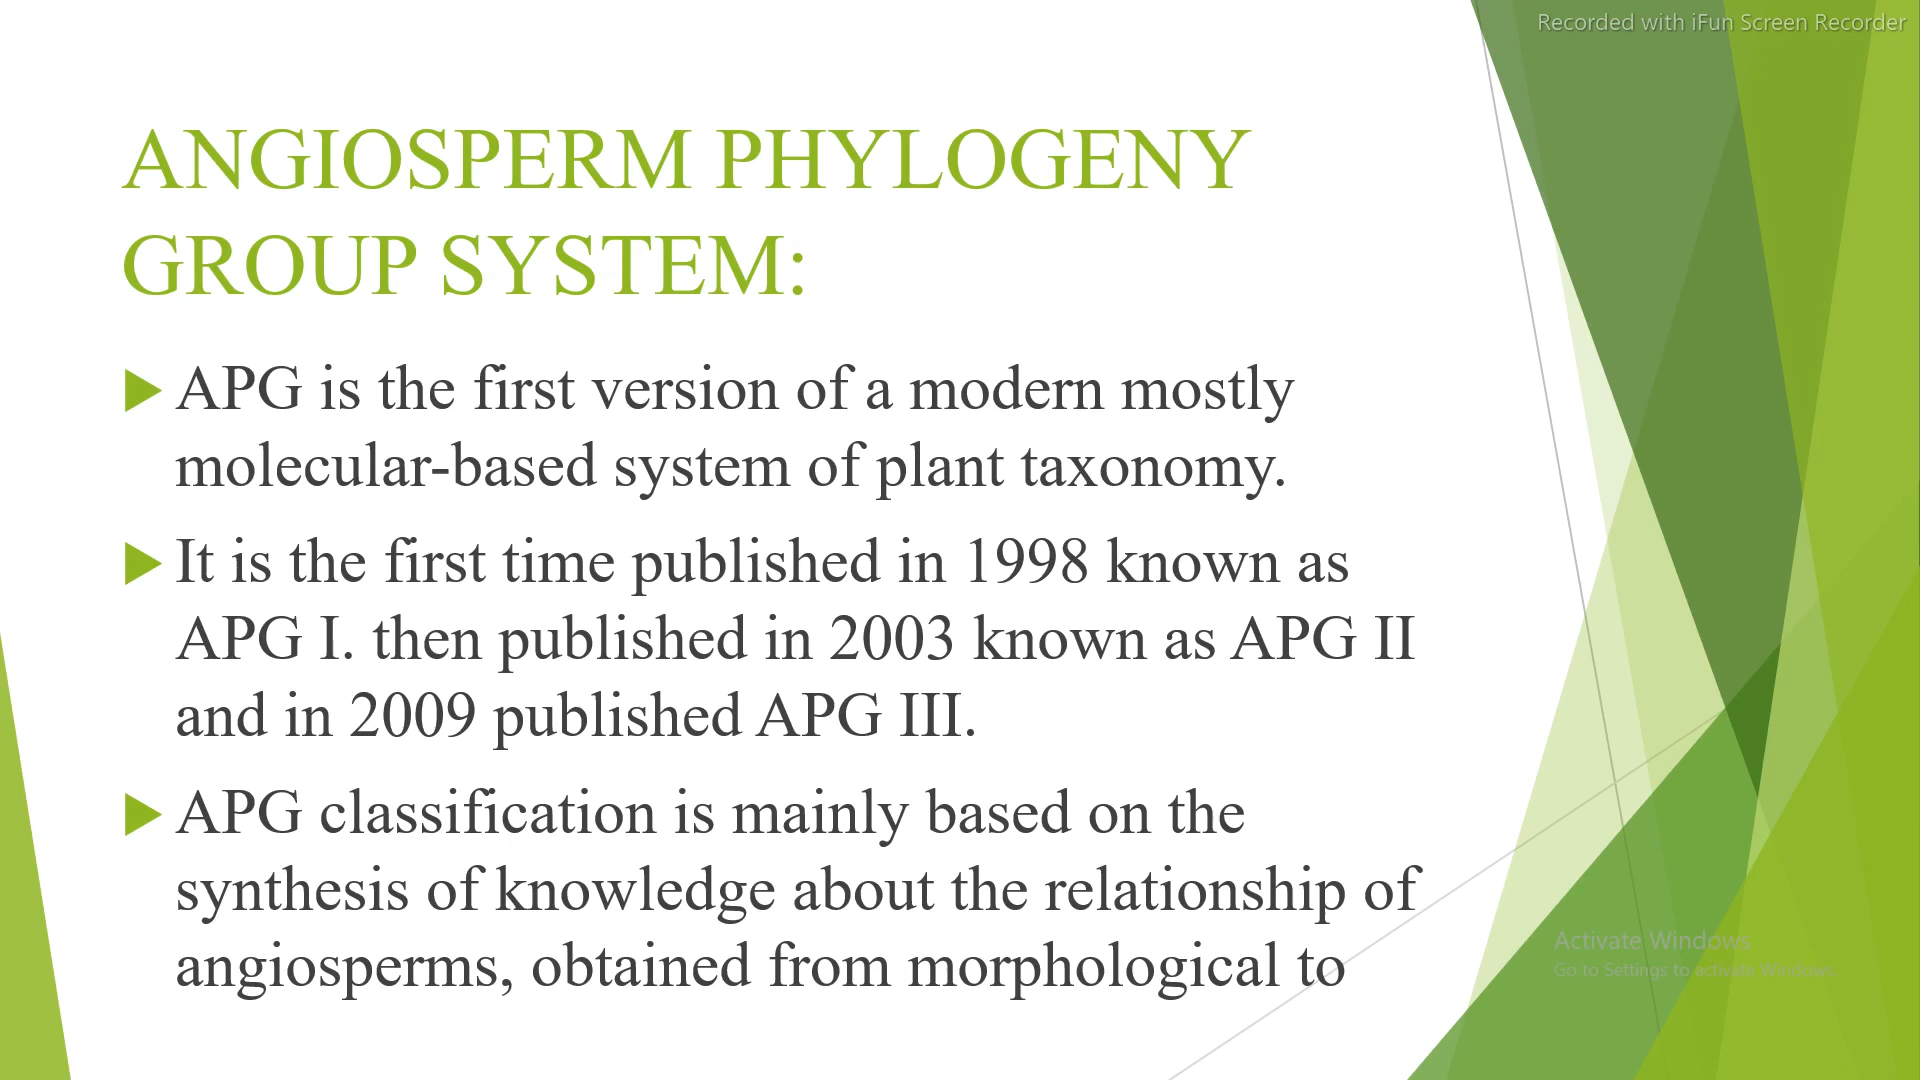 Recorded with iFun Screen Recorder
ANGIOSPERM PHYLOGENY
GROUP SYSTEM:
APG is the first version of a modern mostly
molecular-based system of plant taxonomy.
It is the first time published in 1998 known as
APG I. then published in 2003 known as APG II
and in 2009 published APG III.
APG classification is mainly based on the
synthesis of knowledge about the relationship of
angiosperms, obtained from morphological to
Activate Windows
Go to Settings to activate Windows.